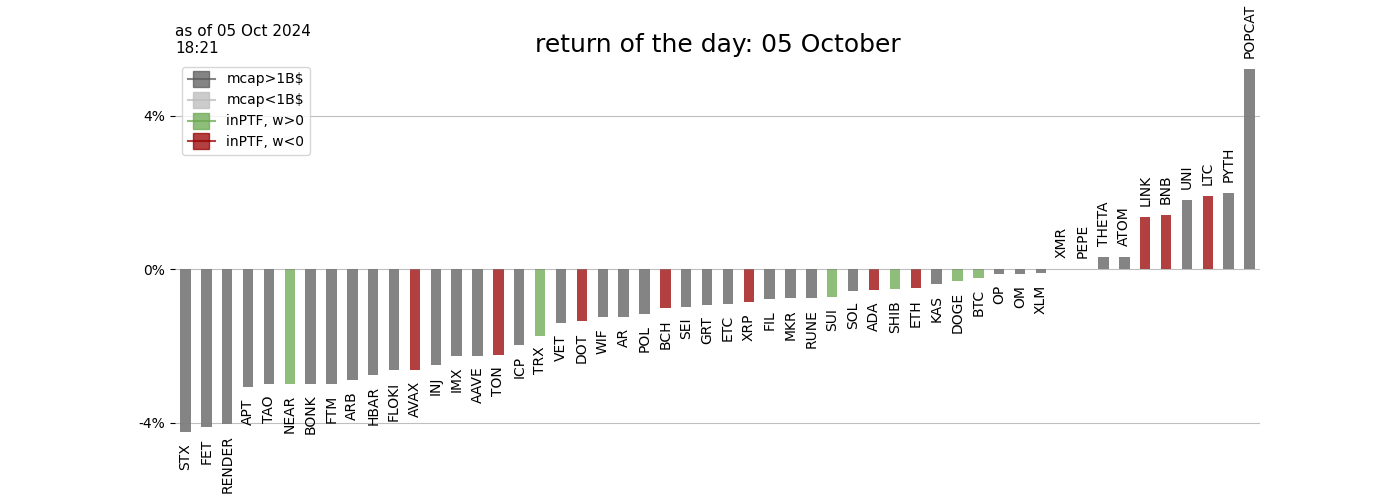 as of 05 Oct 2024
18:21
return of the day: 05 October
mcap>1B$
mcap<1B$
inPTF, w>0
inPTF, w<0
4%
0%
-4%
STX
FET
RENDER
APT
TAO
NEAR
BONK
FTM
ARB
HBAR
FLOKI
AVAX
INJ
IMX
AAVE
TON
ICP
TRX
VET
DOT
WIF
AR
POL
BCH
SEI
GRT
ETC
XRP
FIL
MKR
RUNE
SUI
SOL
ADA
SHIB
ETH
KAS
DOGE
BTC
OP
OM
XLM
XMR
PEPE
THETA
ATOM
LINK
BNB
UNI
LTC
PYTH
POPCAT